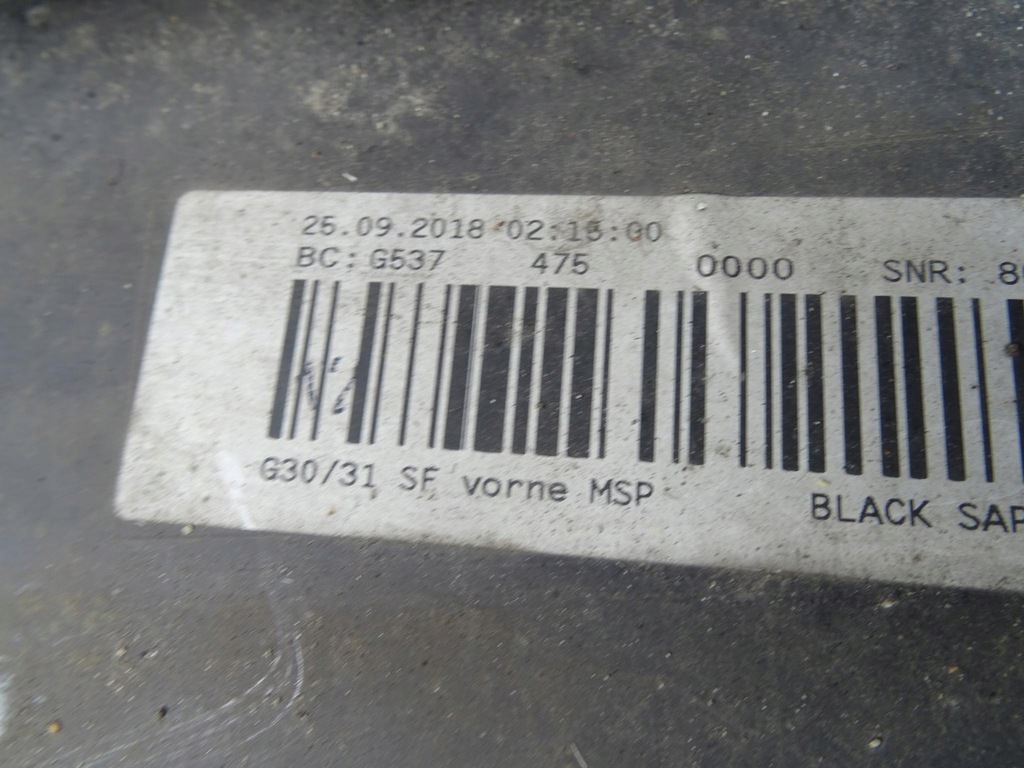 25.09.2018 02:15:00
BC: G537 475 0000 SNR:
G30/31 SF vorne MSP BLACK